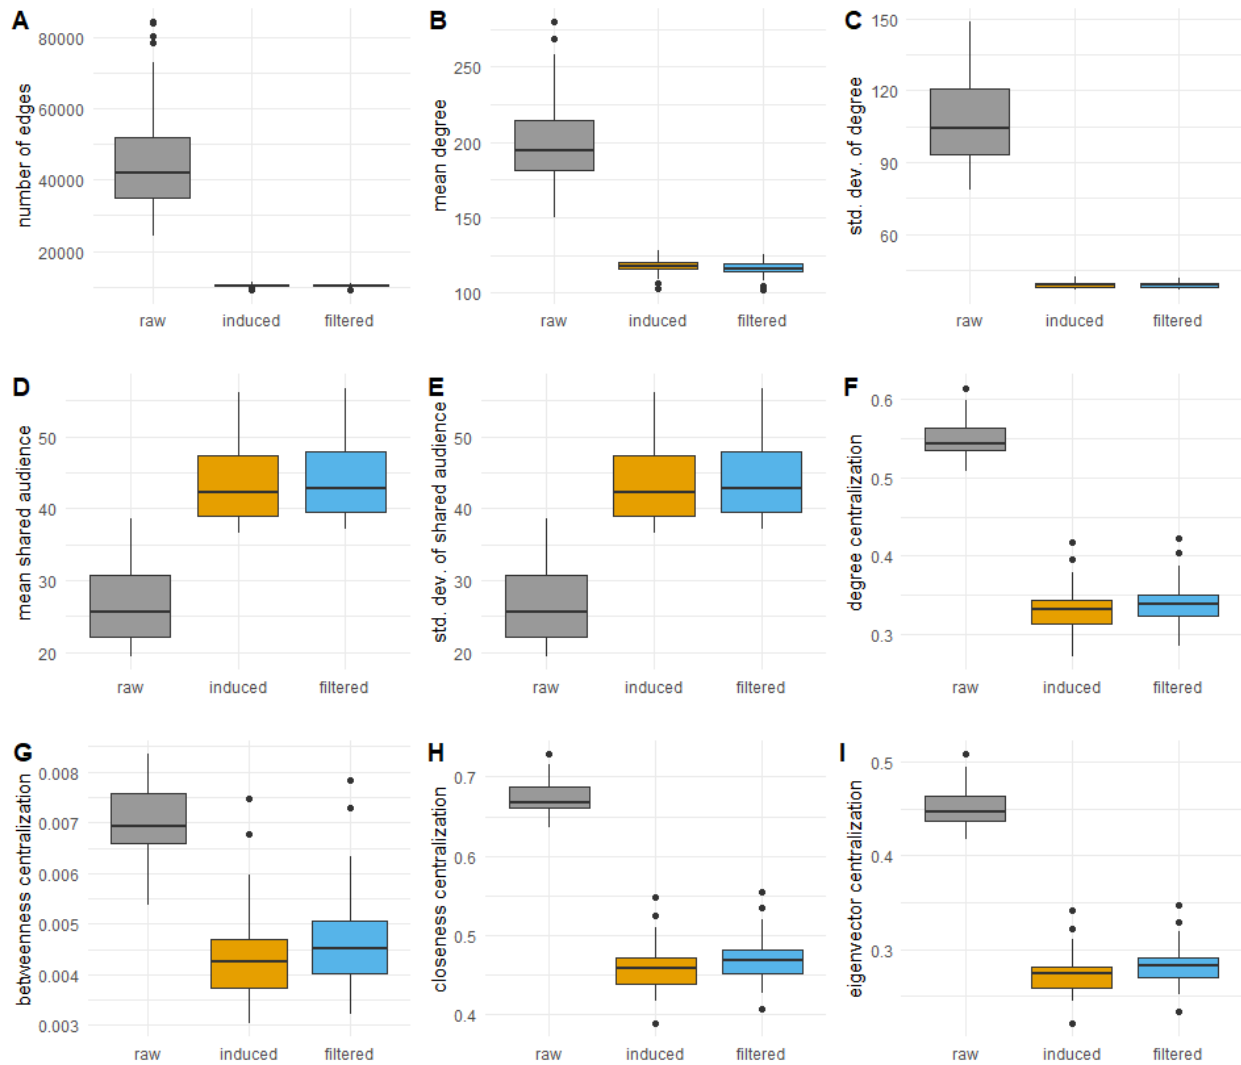 A
number of edges
80000
60000
40000
20000
raw
induced
filtered
B
mean degree
250
200
150
100
raw
induced
filtered
C
std. dev. of degree
150
120
90
60
raw
induced
filtered
D
mean shared audience
50
40
30
20
raw
induced
filtered
E
std. dev. of shared audience
50
40
30
20
raw
induced
filtered
F
degree centralization
0.6
0.5
0.4
0.3
raw
induced
filtered
G
betweenness centralization
0.008
0.007
0.006
0.005
0.004
0.003
raw
induced
filtered
H
closeness centralization
0.7
0.6
0.5
0.4
raw
induced
filtered
I
eigenvector centralization
0.5
0.4
0.3
raw
induced
filtered